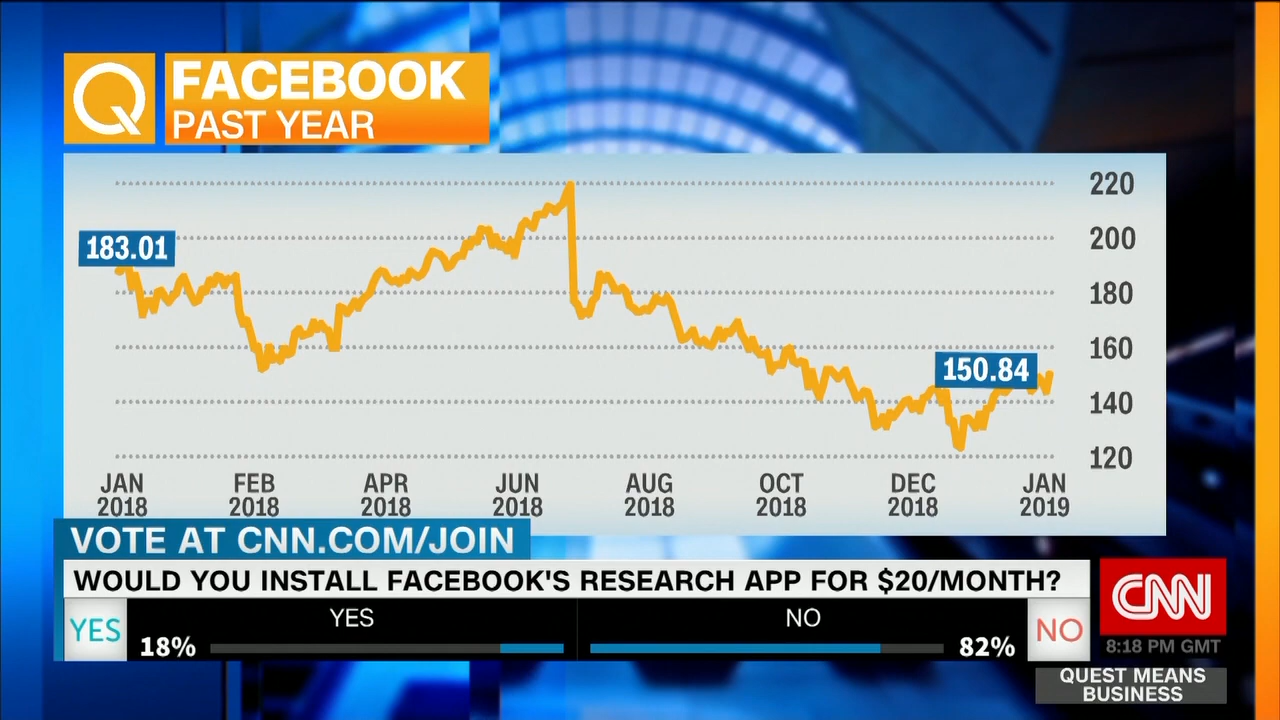 Q
FACEBOOK
PAST YEAR
220
200
180
160
140
120
183.01
150.84
JAN
2018
FEB
2018
APR
2018
JUN
2018
AUG
2018
OCT
2018
DEC
2018
JAN
2019
VOTE AT CNN.COM/JOIN
WOULD YOU INSTALL FACEBOOK'S RESEARCH APP FOR $20/MONTH?
YES
YES
18%
NO
82%
NO
CNN
8:18 PM GMT
QUEST MEANS
BUSINESS